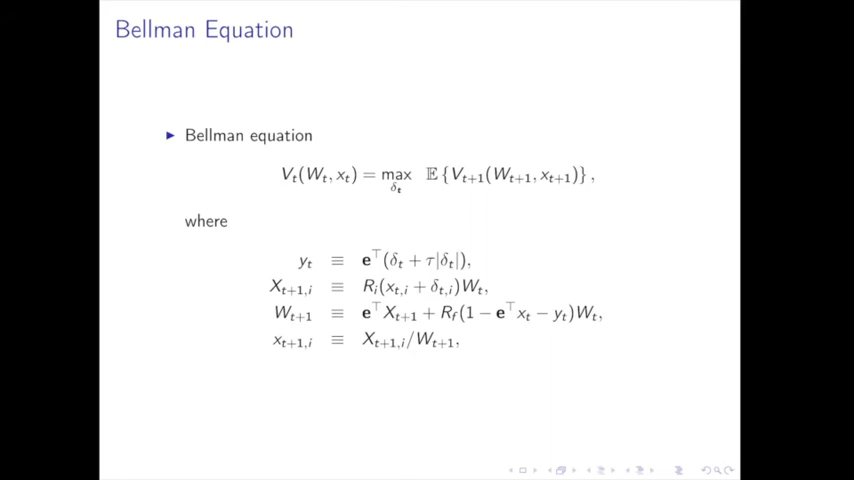 Bellman Equation
▶ Bellman equation
V_t(W_t, x_t) = max_{δ_t} 𝔼 {V_{t+1}(W_{t+1}, x_{t+1})} ,
where
y_t ≡ e^⊤(δ_t + τ|δ_t|),
X_{t+1,i} ≡ R_i(x_{t,i} + δ_{t,i})W_t,
W_{t+1} ≡ e^⊤X_{t+1} + R_f(1 − e^⊤x_t − y_t)W_t,
x_{t+1,i} ≡ X_{t+1,i}/W_{t+1},